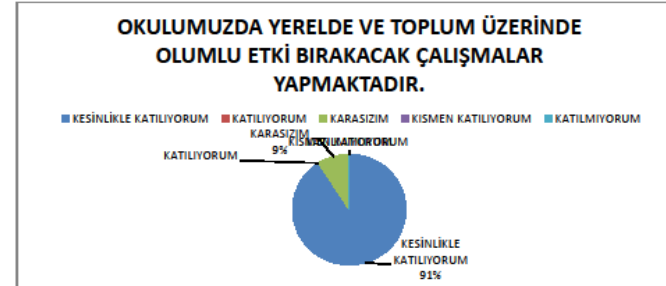 OKULUMUZDA YERELDE VE TOPLUM ÜZERİNDE
OLUMLU ETKİ BIRAKACAK ÇALIŞMALAR
YAPMAKTADIR.
KESİNLİKLE KATILIYORUM KATILIYORUM KARASIZIM KISMEN KATILIYORUM KATILMIYORUM
KARASIZIM
9%
KATILIYORUM
KESİNLİKLE
KATILIYORUM
91%